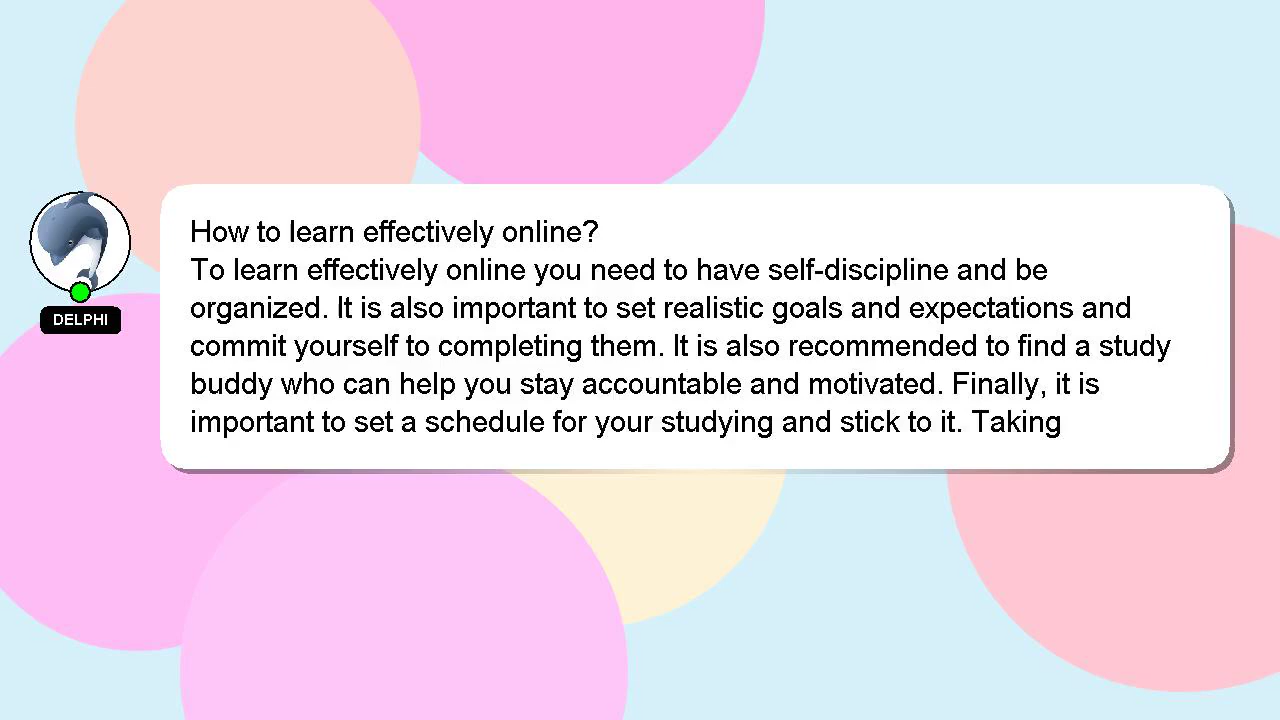 How to learn effectively online?
To learn effectively online you need to have self-discipline and be
organized. It is also important to set realistic goals and expectations and
commit yourself to completing them. It is also recommended to find a study
buddy who can help you stay accountable and motivated. Finally, it is
important to set a schedule for your studying and stick to it. Taking
DELPHI